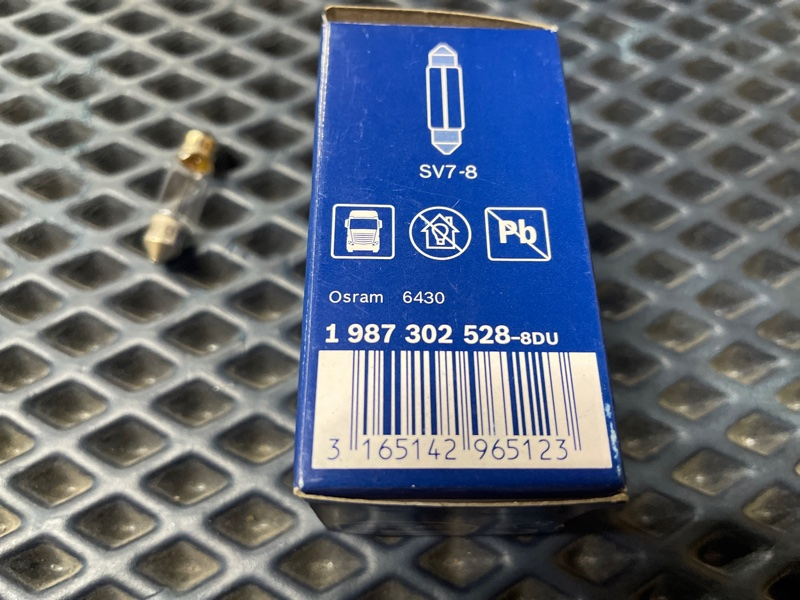 SV7-8
Pb
Osram 6430
1 987 302 528-8DU
3 165142 965123